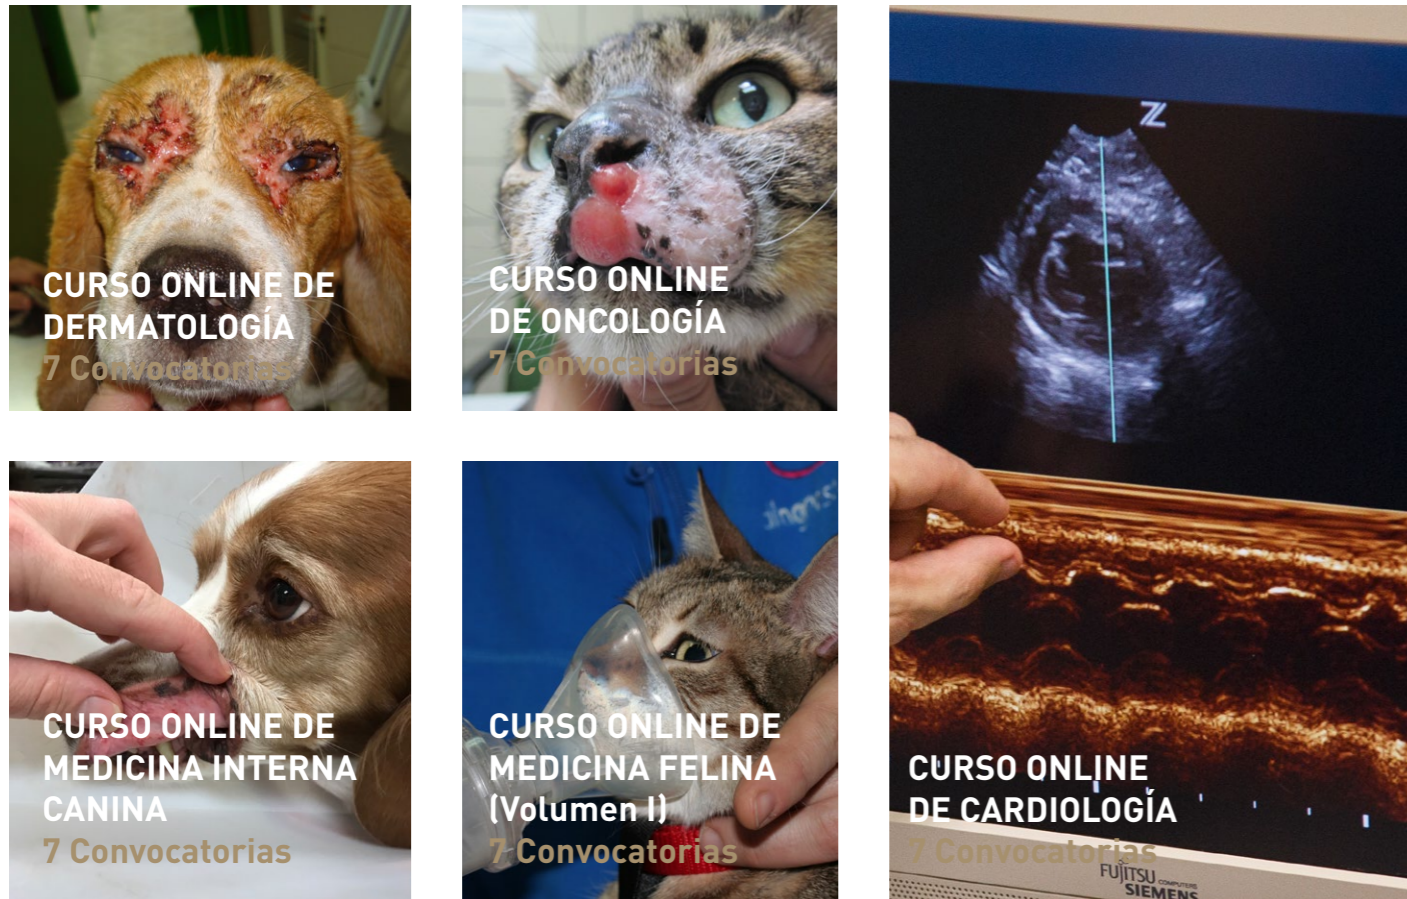 CURSO ONLINE DE
DERMATOLOGÍA
7 Convocatorias
CURSO ONLINE
DE ONCOLOGÍA
7 Convocatorias
CURSO ONLINE DE
MEDICINA INTERNA
CANINA
7 Convocatorias
CURSO ONLINE DE
MEDICINA FELINA
(Volumen I)
7 Convocatorias
CURSO ONLINE
DE CARDIOLOGÍA
7 Convocatorias
FUJITSU COMPUTERS
SIEMENS